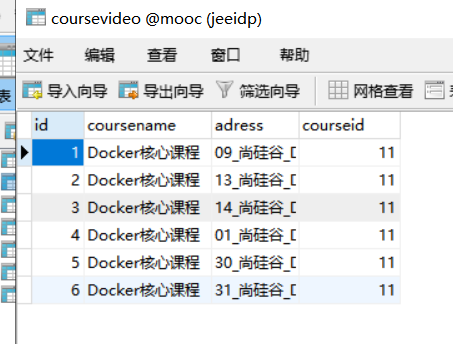 coursevideo @mooc (jeeidp)
文件 编辑 查看 窗口 帮助
表 导入向导 导出向导 筛选向导 网格查看
id coursename adress courseid
1 Docker核心课程 09_尚硅谷_D 11
2 Docker核心课程 13_尚硅谷_D 11
3 Docker核心课程 14_尚硅谷_D 11
4 Docker核心课程 01_尚硅谷_D 11
5 Docker核心课程 30_尚硅谷_D 11
6 Docker核心课程 31_尚硅谷_D 11